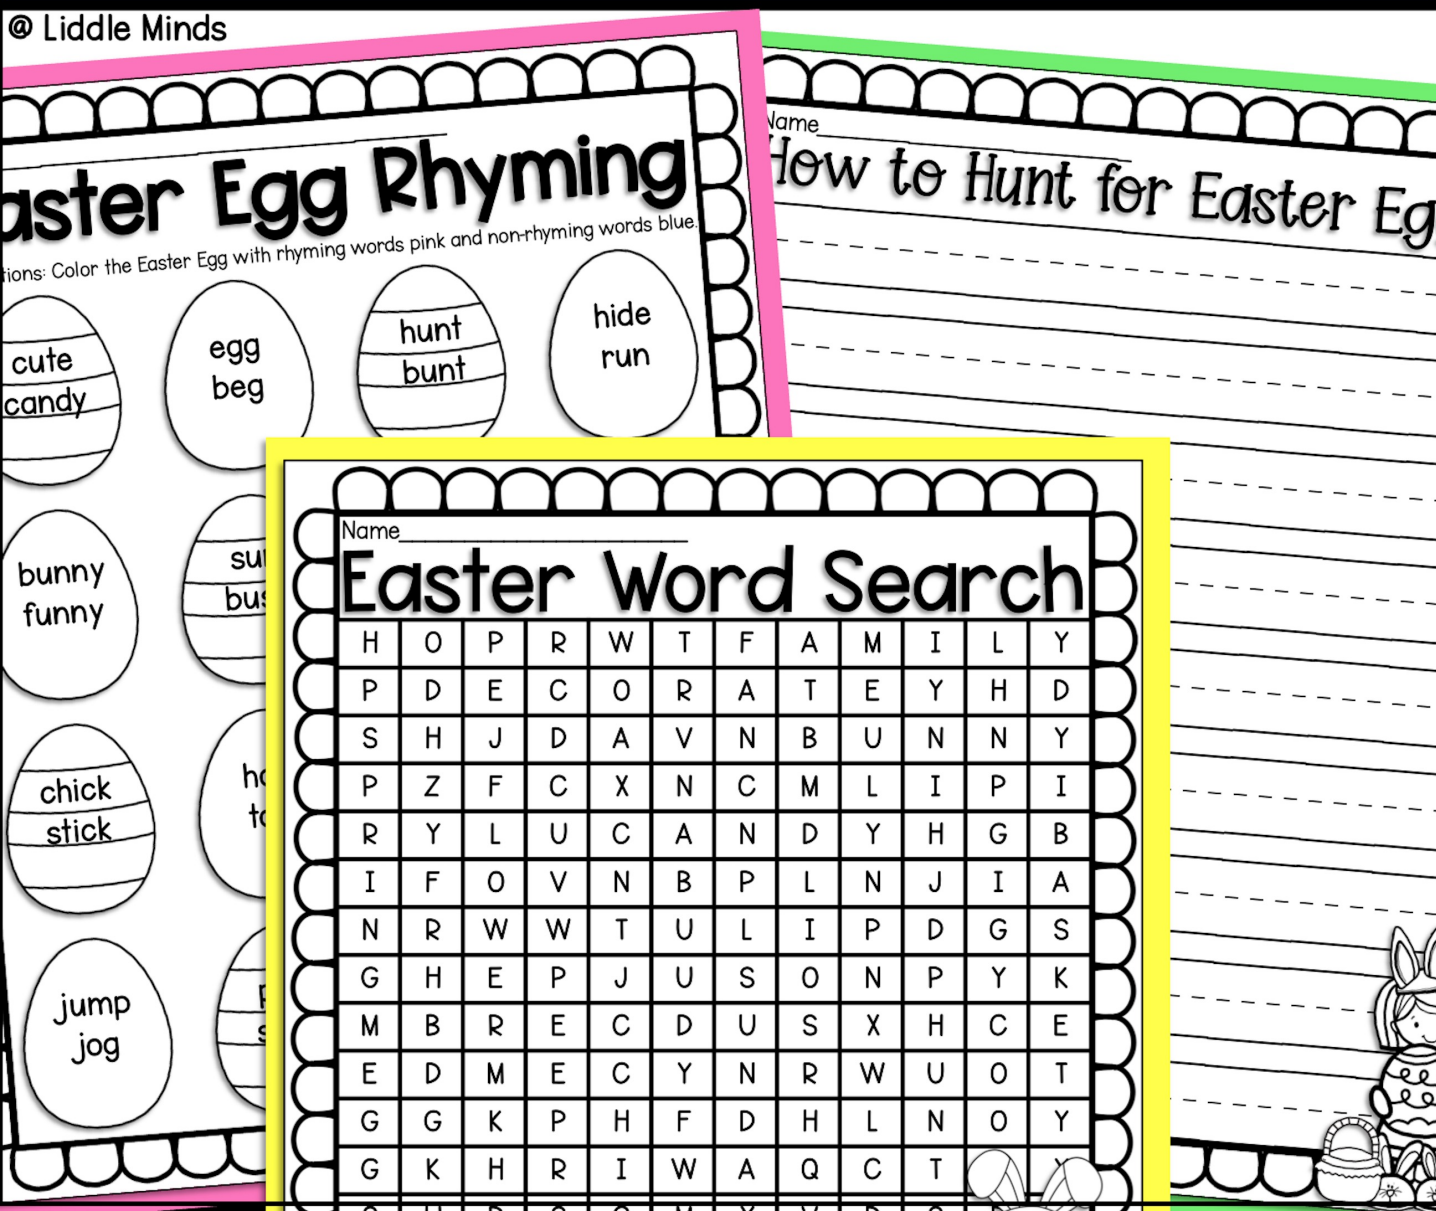 @ Liddle Minds
aster Egg Rhyming
tions: Color the Easter Egg with rhyming words pink and non-rhyming words blue.
cute
candy
egg
beg
hunt
bunt
hide
run
bunny
funny
su
bus
chick
stick
jump
jog
Name
How to Hunt for Easter Eg
Name
Easter Word Search
H O P R W T F A M I L Y
P D E C O R A T E Y H D
S H J D A V N B U N N Y
P Z F C X N C M L I P I
R Y L U C A N D Y H G B
I F O V N B P L N J I A
N R W W T U L I P D G S
G H E P J U S O N P Y K
M B R E C D U S X H C E
E D M E C Y N R W U O T
G G K P H F D H L N O Y
G K H R I W A Q C T